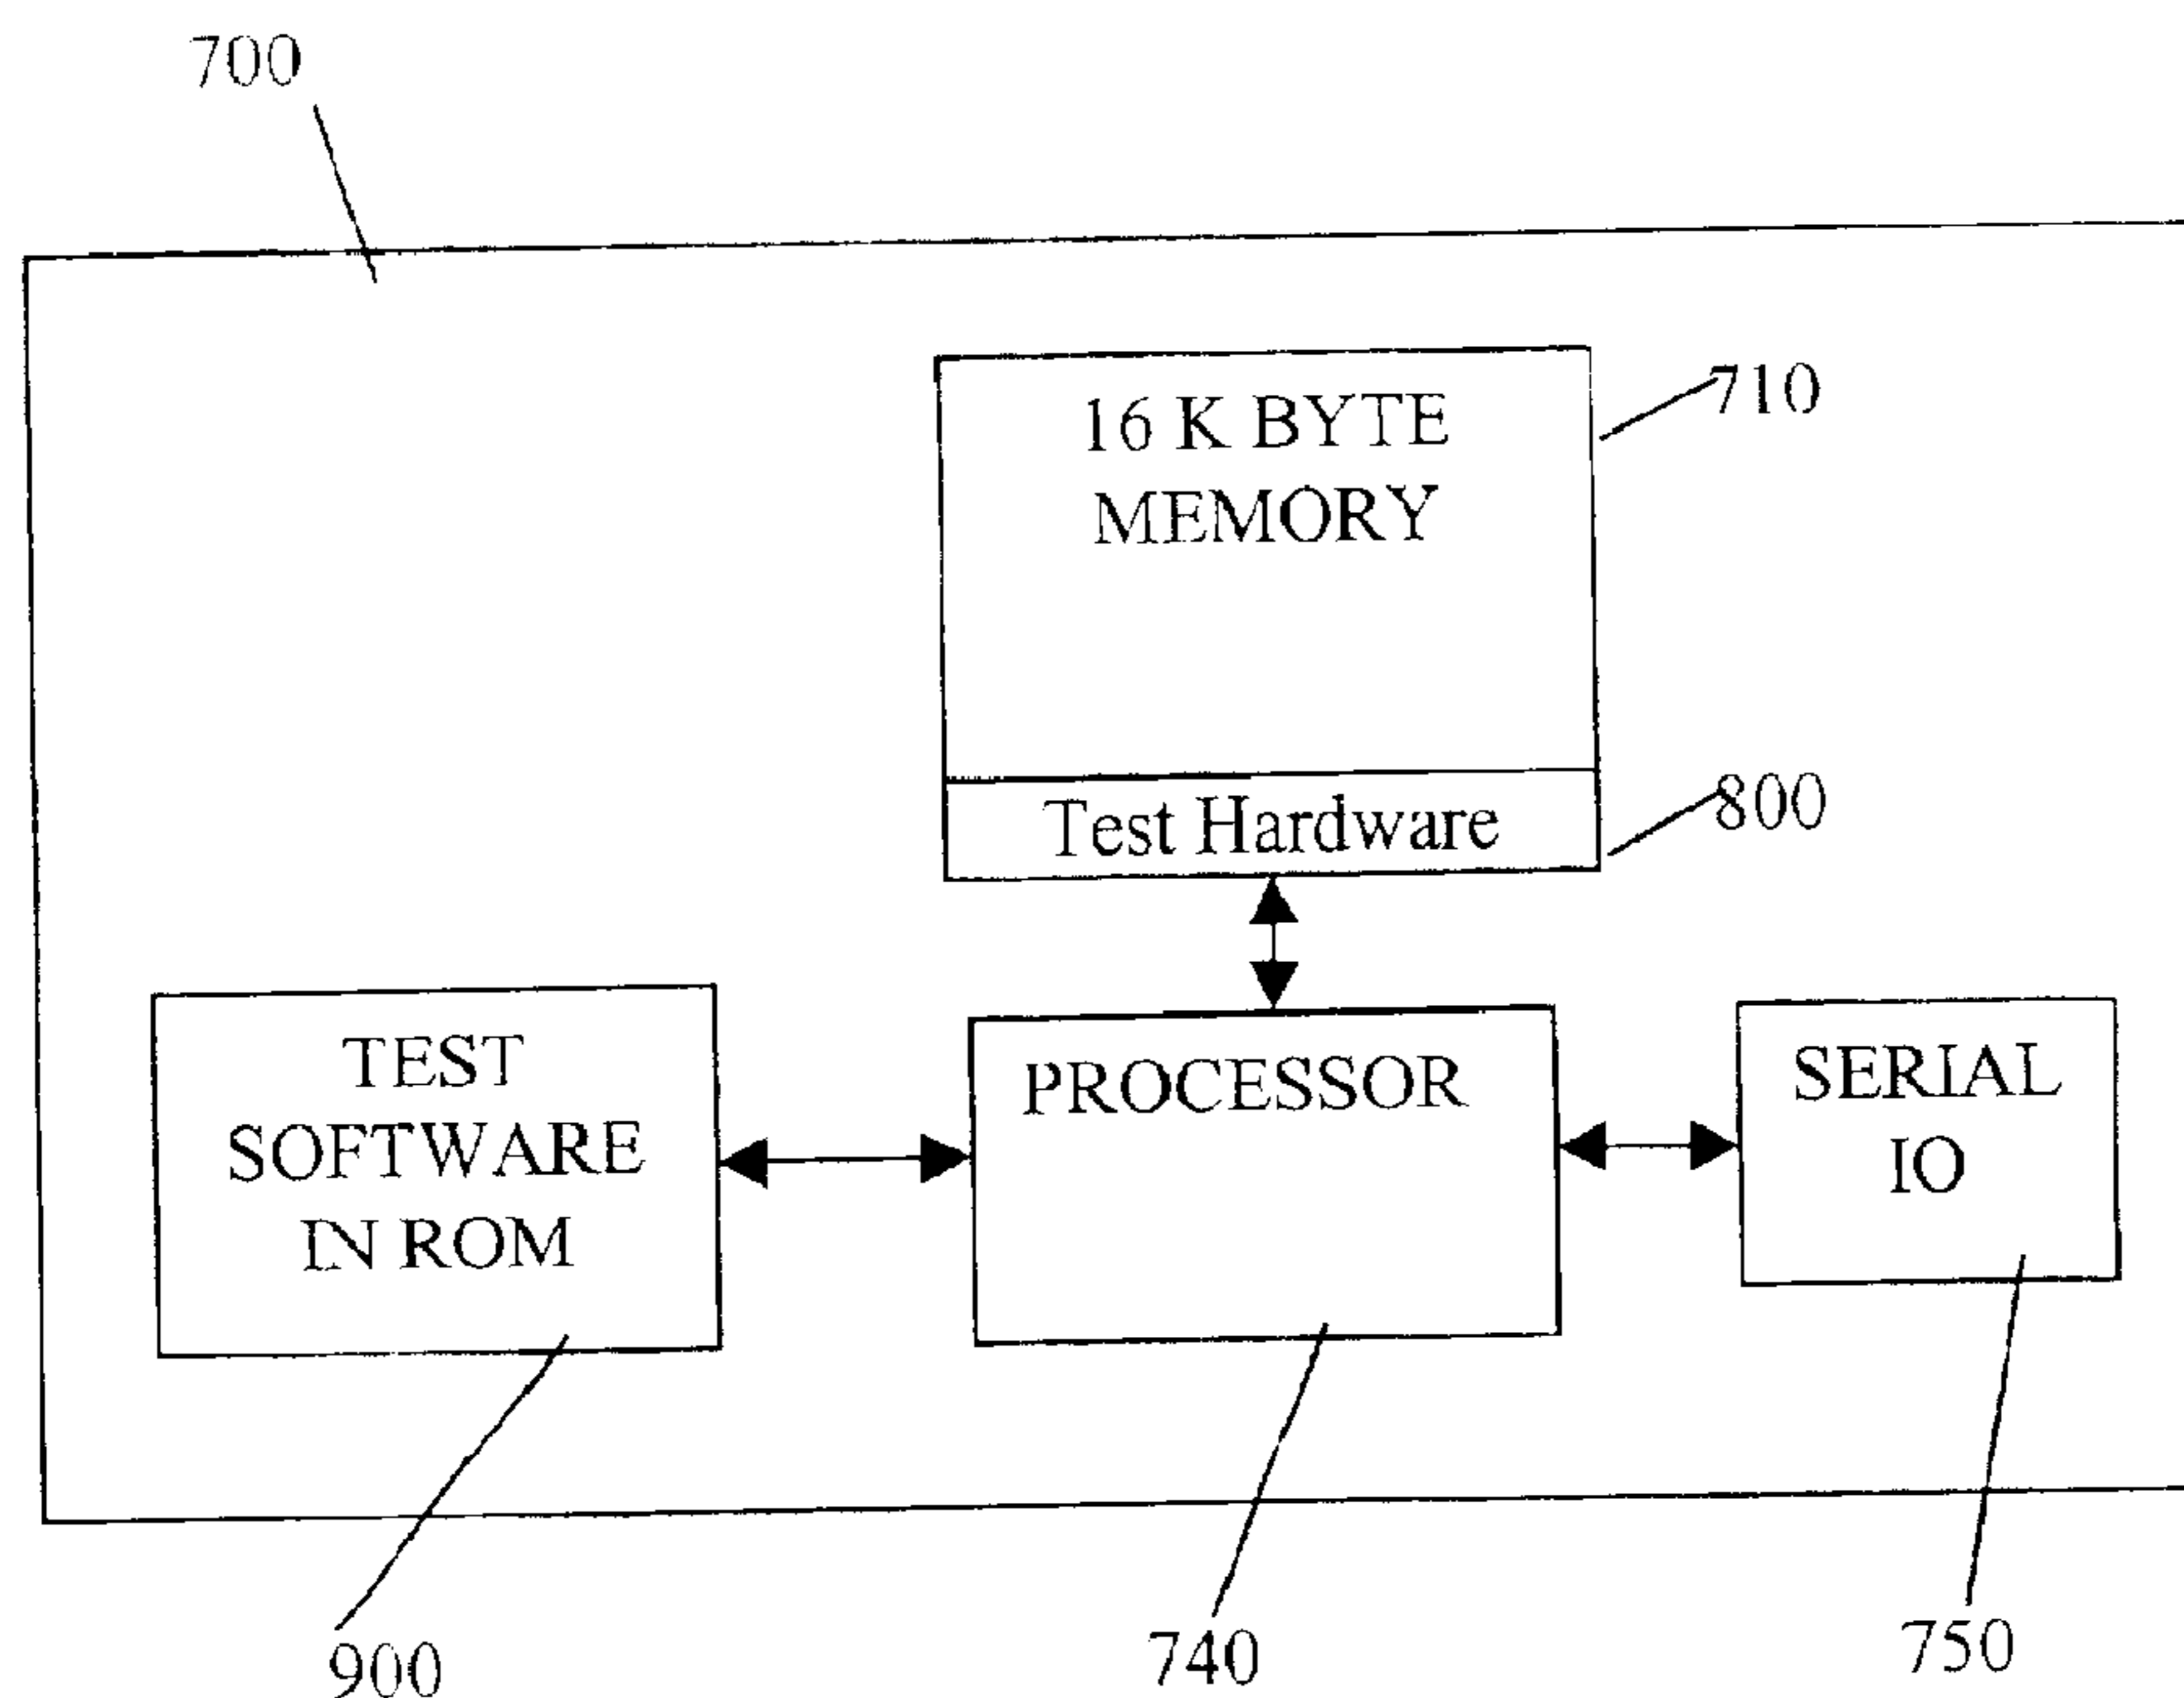 700
16 K BYTE
MEMORY
710
Test Hardware
800
TEST
SOFTWARE
IN ROM
PROCESSOR
SERIAL
IO
900
740
750